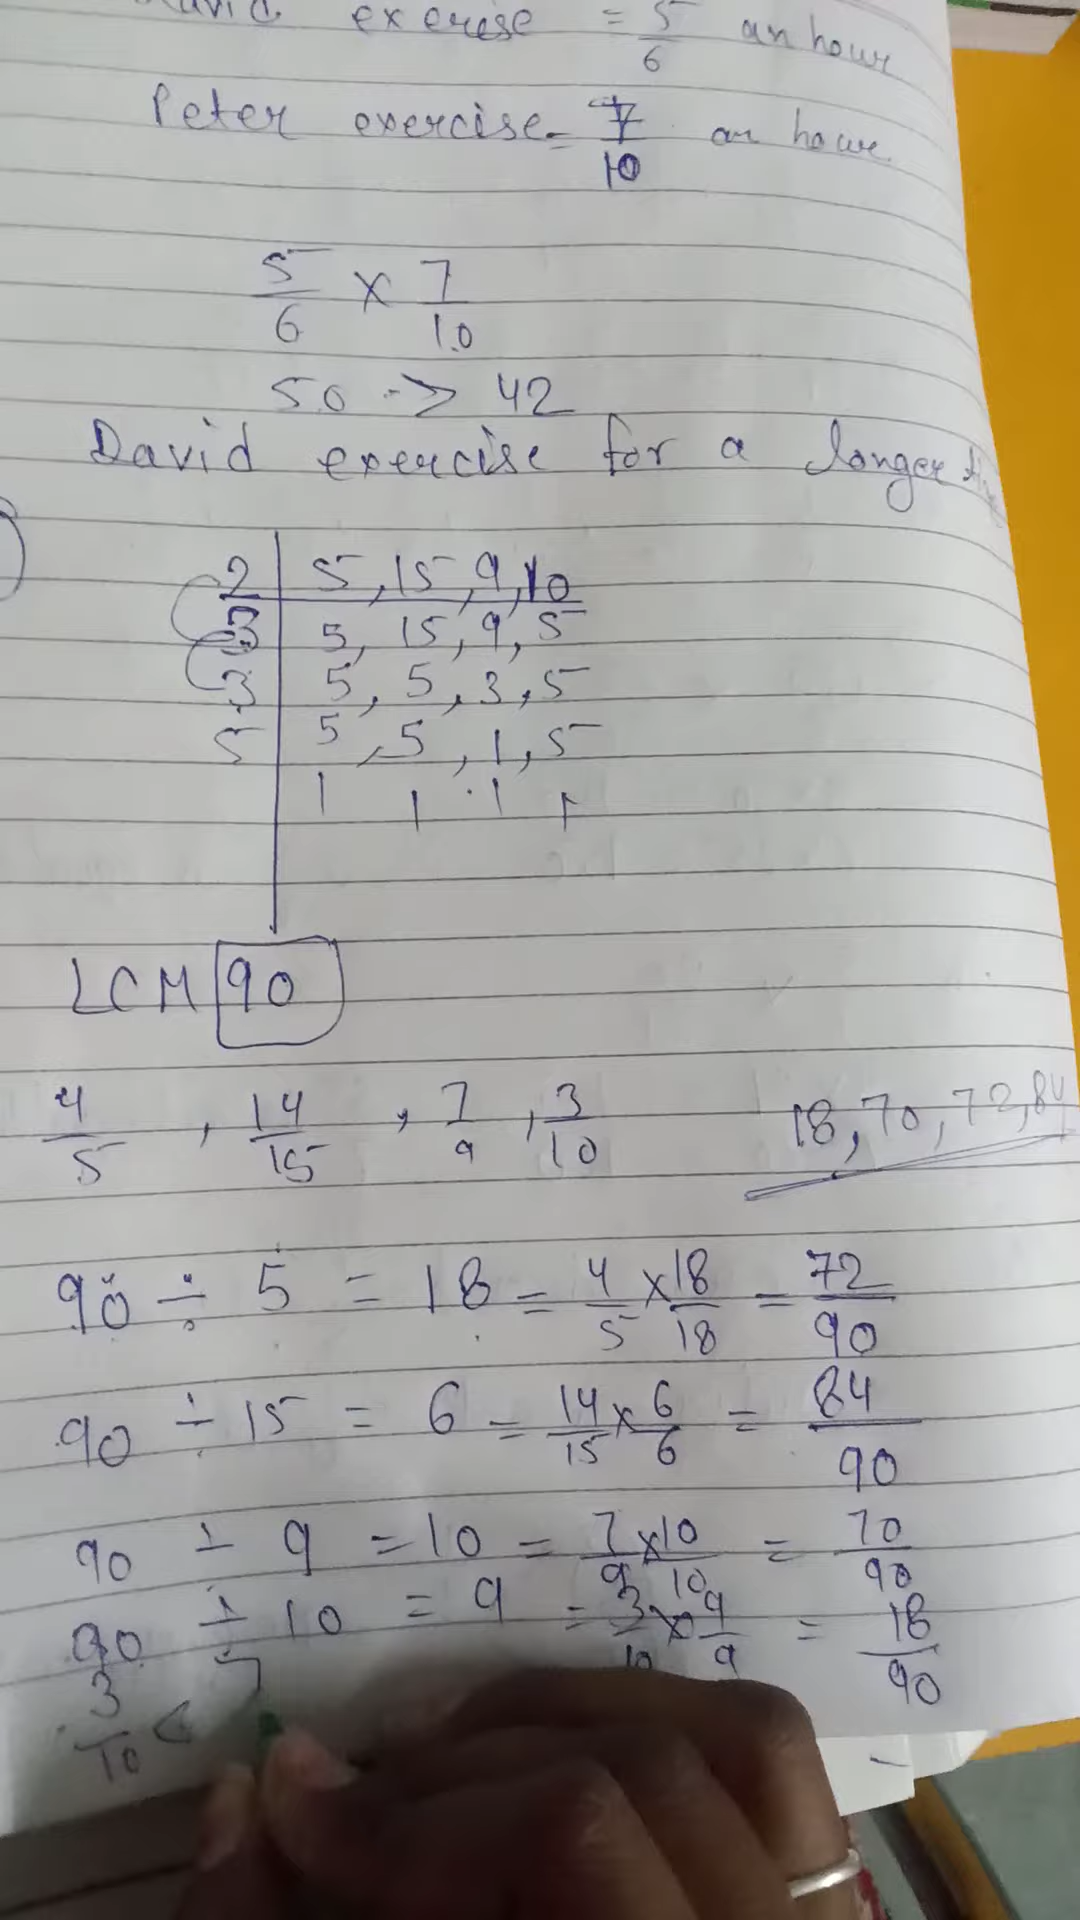 David exerese = 5/6 an hour
Peter exercise = 7/10 an houre.
5/6 × 7/10
50 -> 42
David exercise for a longer
2 | 5, 15, 9, 10
3 | 5, 15, 9, 5
3 | 5, 5, 3, 5
5 | 5, 5, 1, 5
1 1 1 1
LCM 90
4/5, 14/15, 7/9, 3/10 18, 70, 72, 84
90 ÷ 5 = 18 = 4/5 × 18/18 = 72/90
90 ÷ 15 = 6 = 14/15 × 6/6 = 84/90
90 ÷ 9 = 10 = 7/9 × 10/10 = 70/90
90 ÷ 10 = 9 = 3/10 × 9/9 = 18/90
3/10 < 7